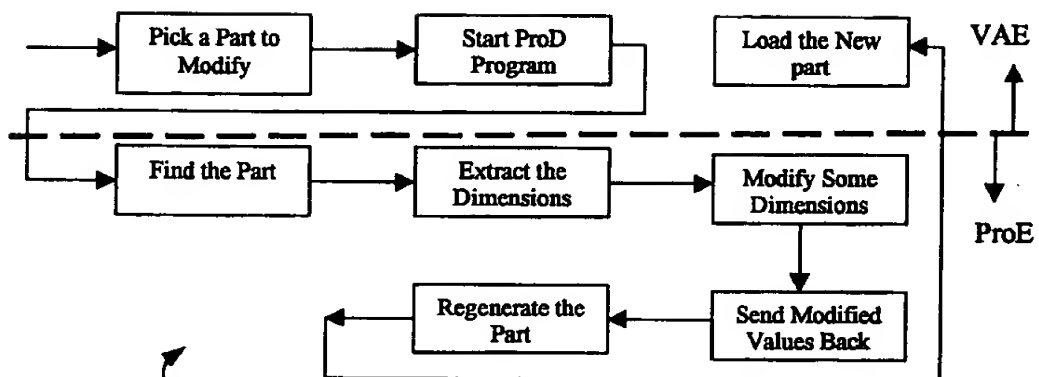 Pick a Part to
Modify
Start ProD
Program
Load the New
part
VAE
Find the Part
Extract the
Dimensions
Modify Some
Dimensions
ProE
Regenerate the
Part
Send Modified
Values Back